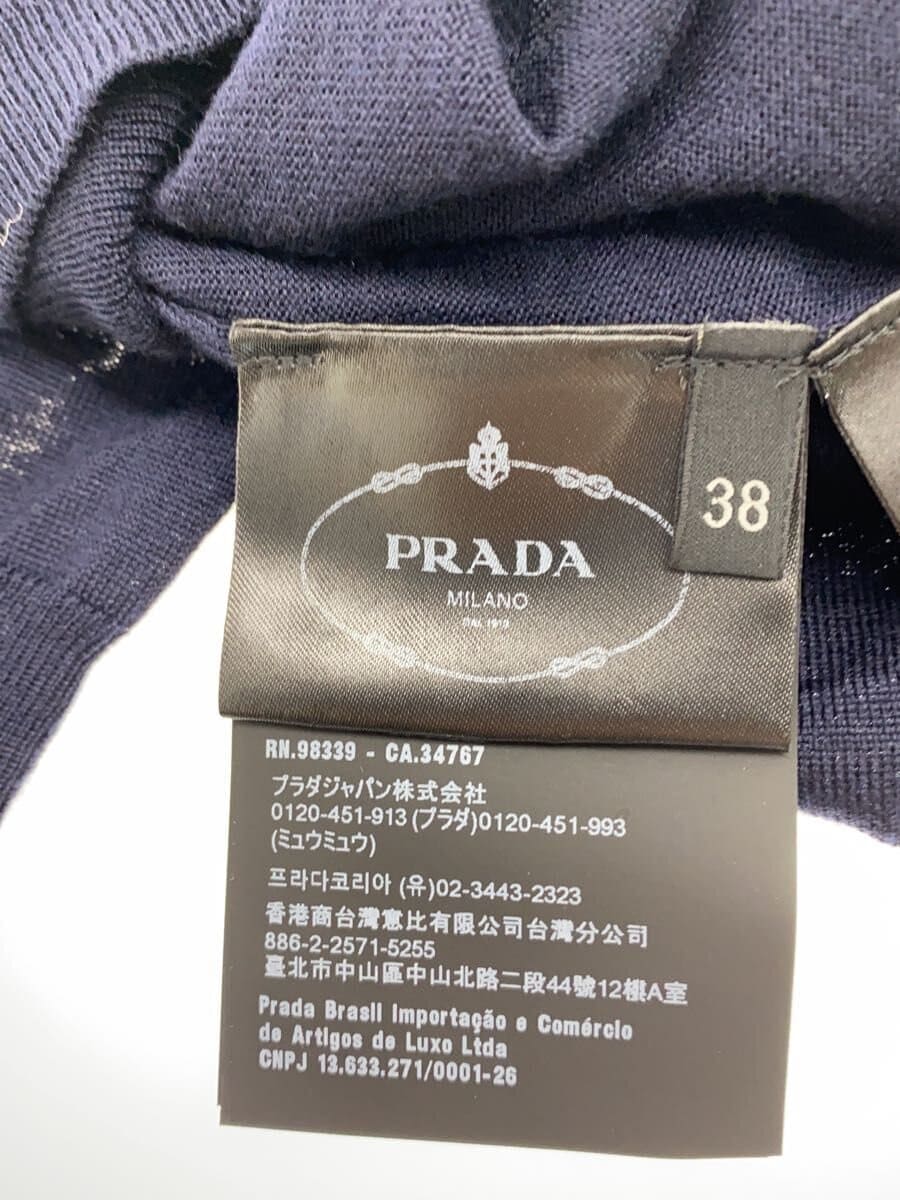 PRADA
MILANO
DAL 1913
38
RN.98339 - CA.34767
プラダジャパン株式会社
0120-451-913 (プラダ)0120-451-993
(ミュウミュウ)
프라다코리아 (유)02-3443-2323
香港商台灣惠比有限公司台灣分公司
886-2-2571-5255
臺北市中山區中山北路二段44號12樓A室
Prada Brasil Importação e Comércio
de Artigos de Luxo Ltda
CNPJ 13.633.271/0001-26